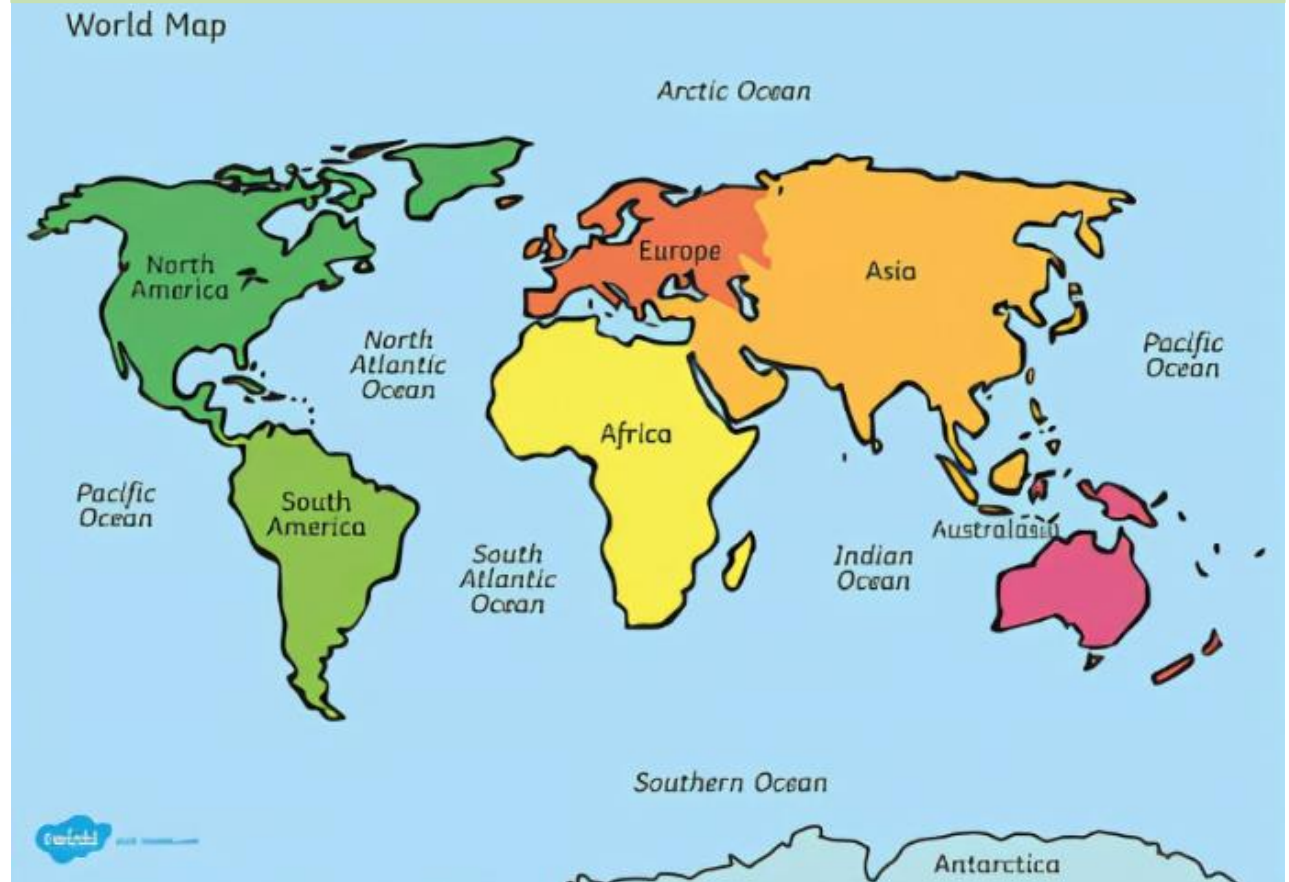 World Map
Arctic Ocean
North
America
Europe
Asia
North
Atlantic
Ocean
Pacific
Ocean
Africa
Pacific
Ocean
South
America
Australasia
South
Atlantic
Ocean
Indian
Ocean
Southern Ocean
Antarctica